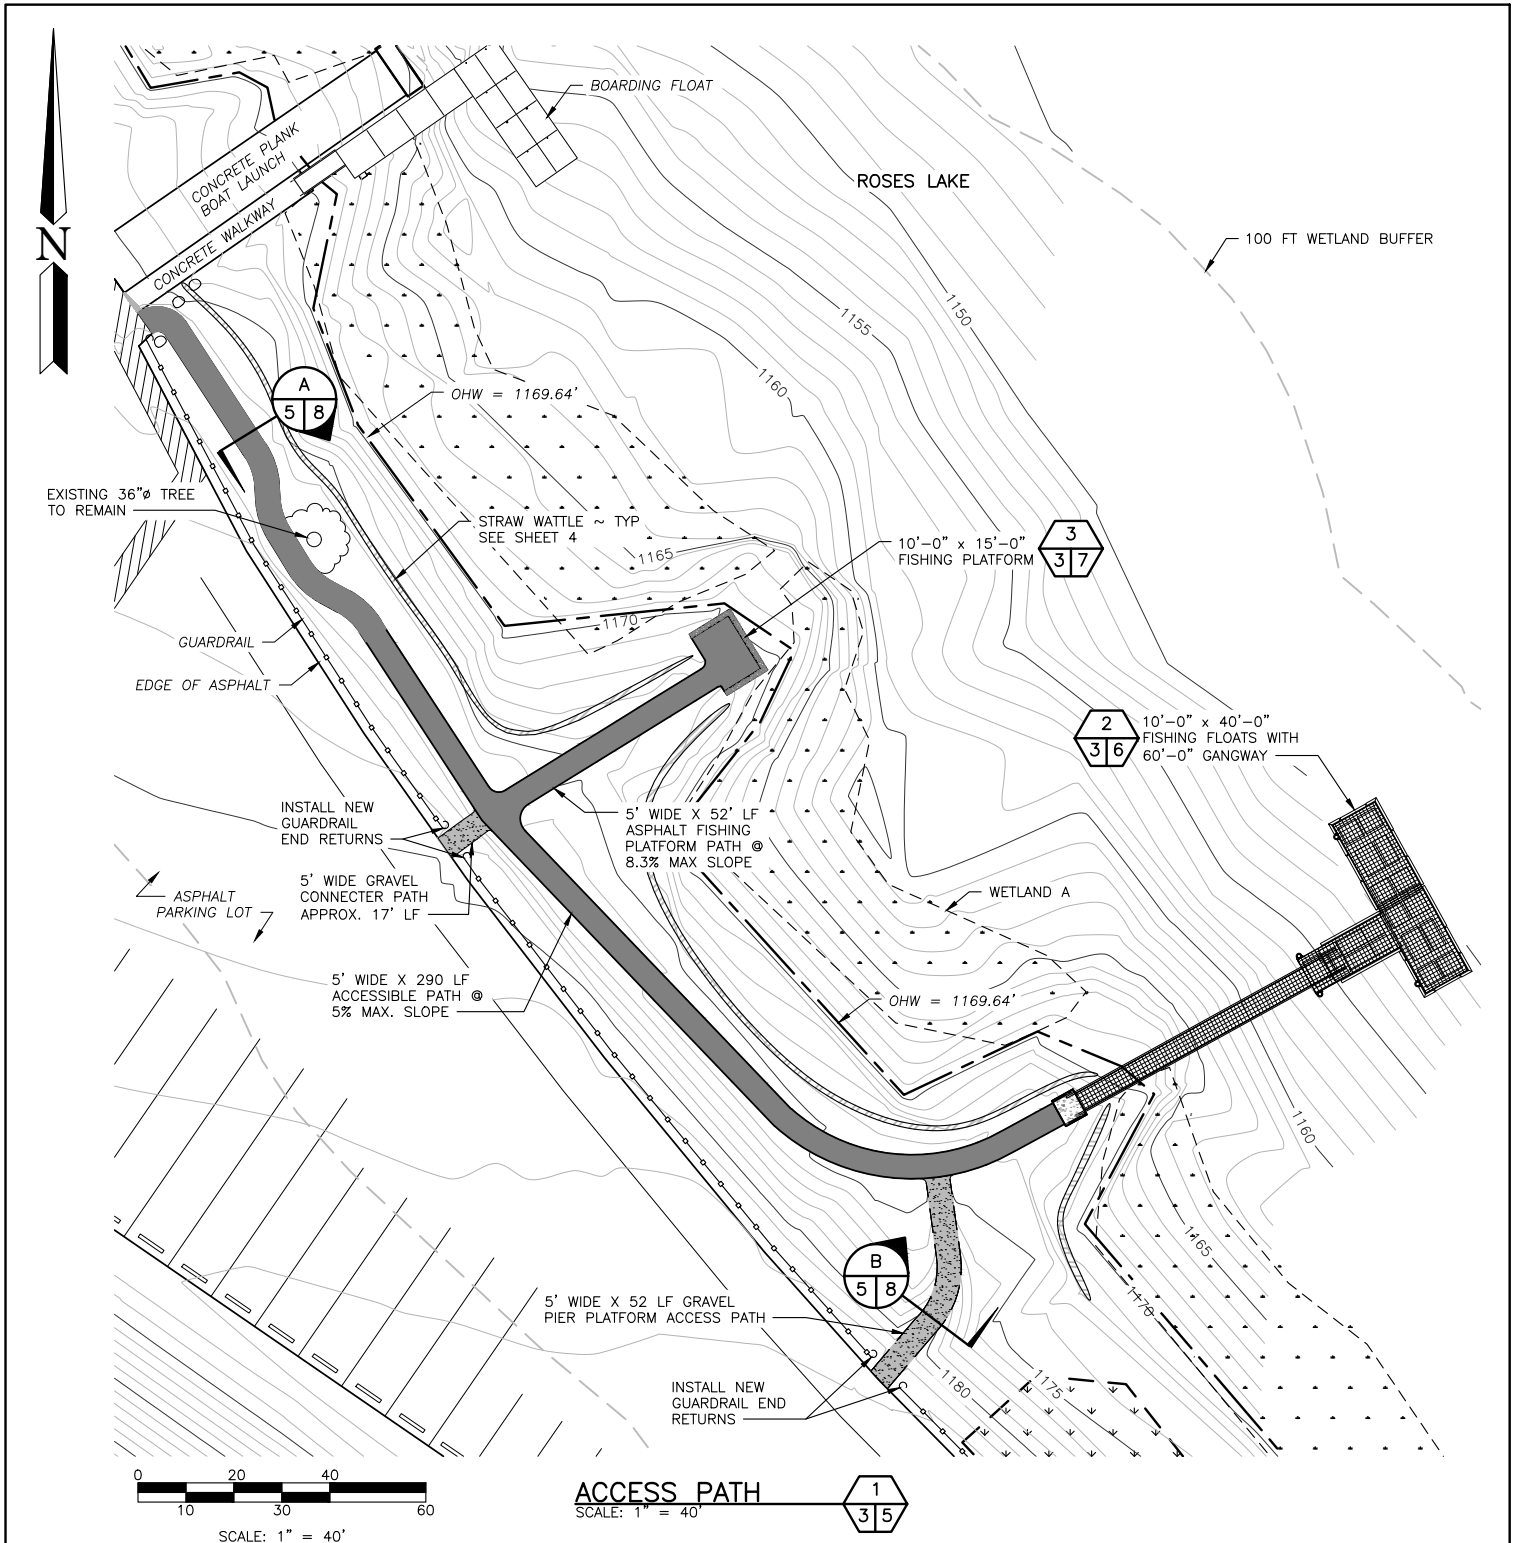 BOARDING FLOAT
CONCRETE PLANK
BOAT LAUNCH
CONCRETE WALKWAY
ROSES LAKE
N
100 FT WETLAND BUFFER
1150
1155
1160
A
5 8
OHW = 1169.64'
EXISTING 36"ø TREE
TO REMAIN
STRAW WATTLE ~ TYP
SEE SHEET 4
1165
10'-0" x 15'-0"
FISHING PLATFORM
3
3 7
1170
GUARDRAIL
EDGE OF ASPHALT
2
3 6
10'-0" x 40'-0"
FISHING FLOATS WITH
60'-0" GANGWAY
INSTALL NEW
GUARDRAIL
END RETURNS
5' WIDE X 52' LF
ASPHALT FISHING
PLATFORM PATH @
8.3% MAX SLOPE
5' WIDE GRAVEL
CONNECTER PATH
APPROX. 17' LF
ASPHALT
PARKING LOT
WETLAND A
5' WIDE X 290 LF
ACCESSIBLE PATH @
5% MAX. SLOPE
OHW = 1169.64'
1160
1165
1170
B
5 8
5' WIDE X 52 LF GRAVEL
PIER PLATFORM ACCESS PATH
INSTALL NEW
GUARDRAIL END
RETURNS
1180
1175
0 20 40
10 30 60
SCALE: 1" = 40'
ACCESS PATH
SCALE: 1" = 40'
1
3 5